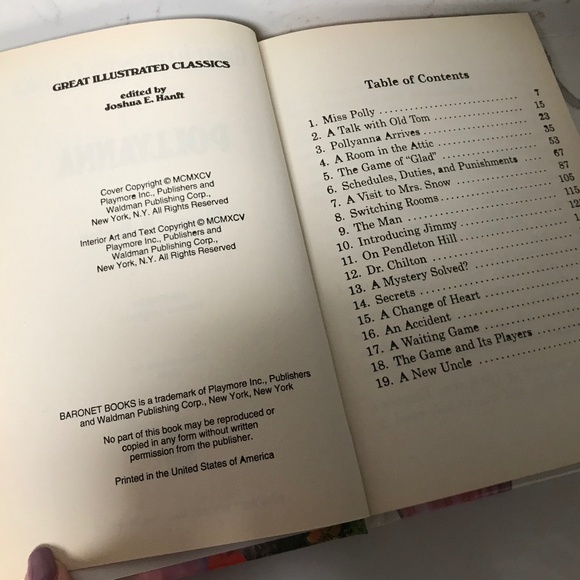 GREAT ILLUSTRATED CLASSICS
edited by
Joshua E. Hanft
Cover Copyright © MCMXCV
Playmore Inc., Publishers and
Waldman Publishing Corp.,
New York, N.Y. All Rights Reserved
Interior Art and Text Copyright © MCMXCV
Playmore Inc., Publishers and
Waldman Publishing Corp.,
New York, N.Y. All Rights Reserved
BARONET BOOKS is a trademark of Playmore Inc., Publishers
and Waldman Publishing Corp., New York, New York
No part of this book may be reproduced or
copied in any form without written
permission from the publisher.
Printed in the United States of America
Table of Contents
1. Miss Polly 7
2. A Talk with Old Tom 15
3. Pollyanna Arrives 23
4. A Room in the Attic 35
5. The Game of "Glad" 53
6. Schedules, Duties, and Punishments 67
7. A Visit to Mrs. Snow 87
8. Switching Rooms 105
9. The Man 115
10. Introducing Jimmy
11. On Pendleton Hill
12. Dr. Chilton
13. A Mystery Solved?
14. Secrets
15. A Change of Heart
16. An Accident
17. A Waiting Game
18. The Game and Its Players
19. A New Uncle